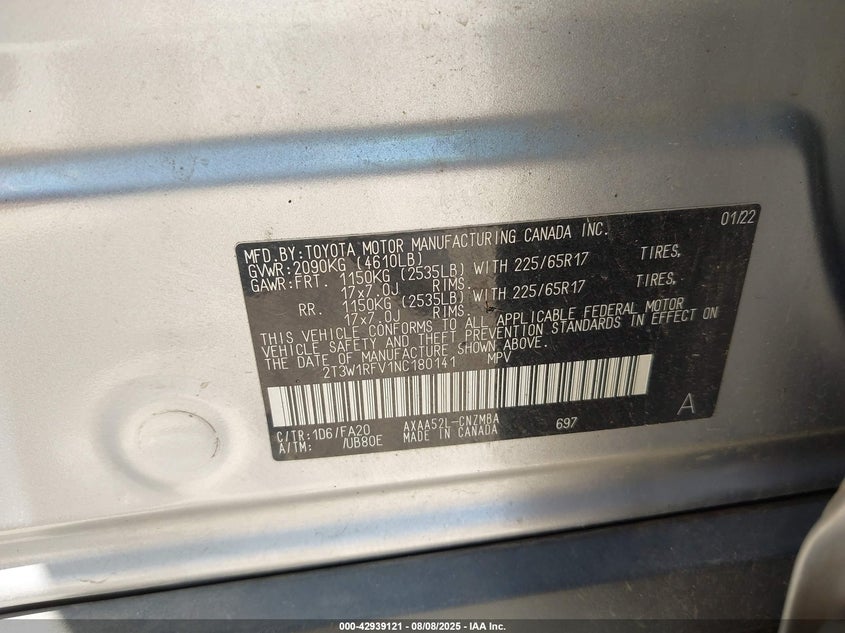 01/22
MFD.BY:TOYOTA MOTOR MANUFACTURING CANADA INC.
GVWR:2090KG (4610LB)
GAWR:FRT. 1150KG (2535LB) WITH 225/65R17 TIRES,
17x7.0J RIMS.
RR. 1150KG (2535LB) WITH 225/65R17 TIRES,
17x7.0J RIMS.
THIS VEHICLE CONFORMS TO ALL APPLICABLE FEDERAL MOTOR
VEHICLE SAFETY AND THEFT PREVENTION STANDARDS IN EFFECT ON
THE DATE OF MANUFACTURE SHOWN ABOVE.
2T3W1RFV1NC180141 MPV
A
C/TR:1D6/FA20 AXAA52L-CNZMBA 697
A/TM: /UB80E MADE IN CANADA
000-42939121 - 08/08/2025 - IAA Inc.